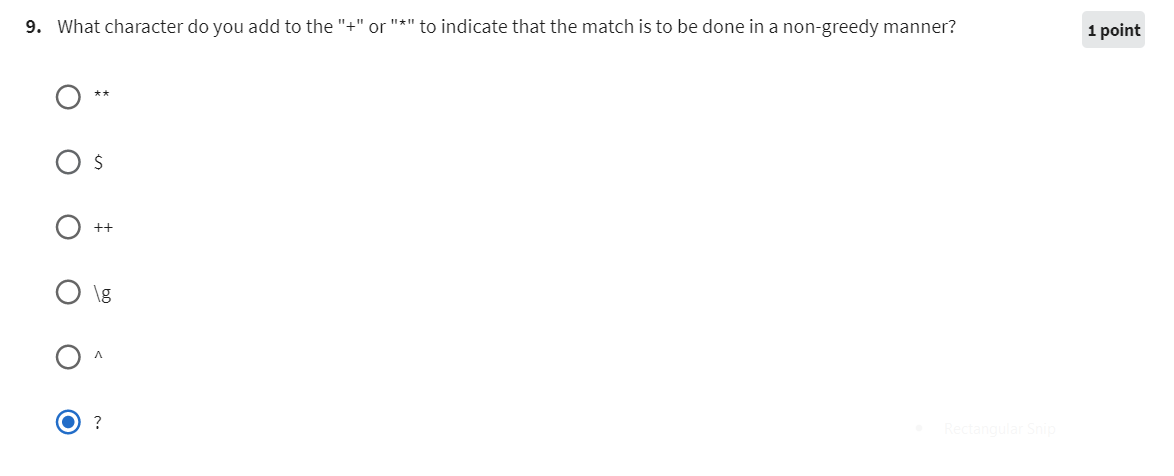 9. What character do you add to the "+" or "*" to indicate that the match is to be done in a non-greedy manner?
1 point
**
$
++
\g
^
?
Rectangular Snip